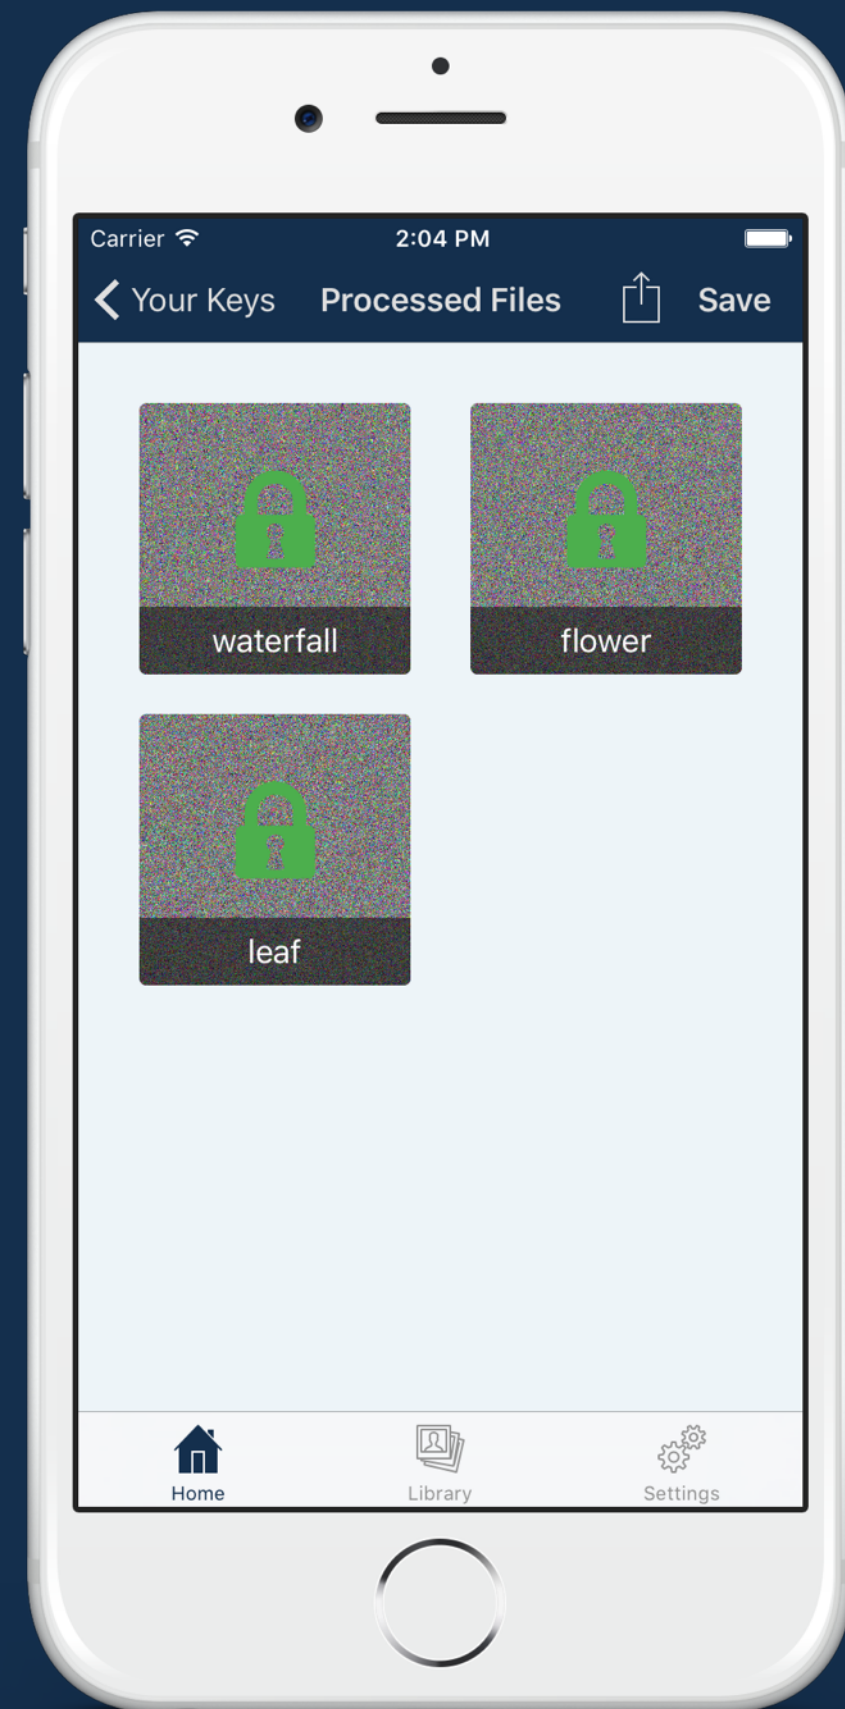 Carrier 2:04 PM
Your Keys Processed Files Save
waterfall flower
leaf
Home Library Settings